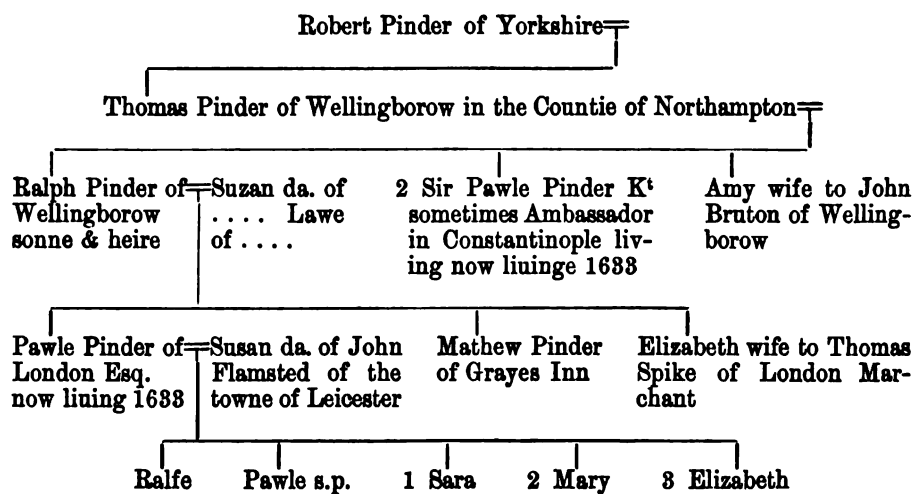 Robert Pinder of Yorkshire
Thomas Pinder of Wellingborow in the Countie of Northampton
Ralph Pinder of
Wellingborow
sonne & heire
Suzan da. of
. . . . Lawe
of . . . .
2 Sir Pawle Pinder Kᵗ
sometimes Ambassador
in Constantinople liv-
ing now liuinge 1633
Amy wife to John
Bruton of Welling-
borow
Pawle Pinder of
London Esq.
now liuing 1633
Susan da. of John
Flamsted of the
towne of Leicester
Mathew Pinder
of Grayes Inn
Elizabeth wife to Thomas
Spike of London Mar-
chant
Ralfe
Pawle s.p.
1 Sara
2 Mary
3 Elizabeth